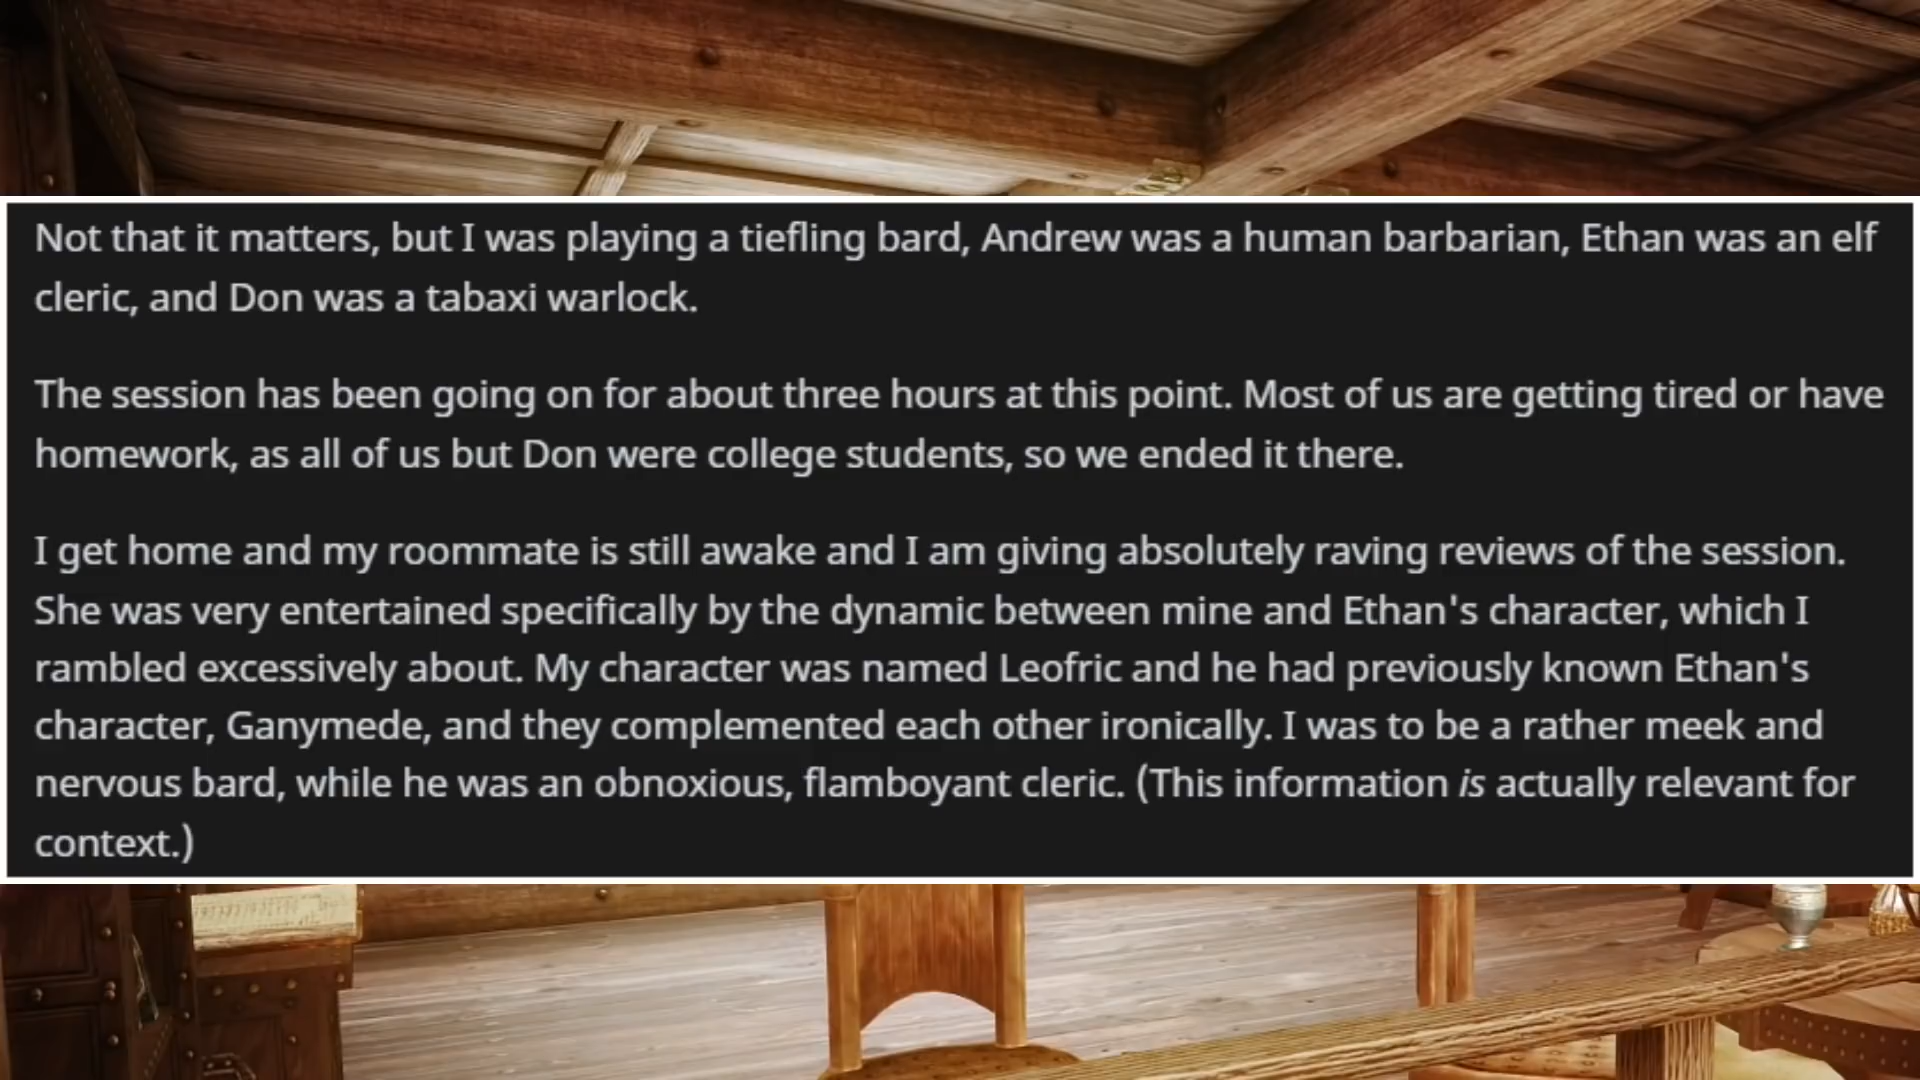 Not that it matters, but I was playing a tiefling bard, Andrew was a human barbarian, Ethan was an elf
cleric, and Don was a tabaxi warlock.
The session has been going on for about three hours at this point. Most of us are getting tired or have
homework, as all of us but Don were college students, so we ended it there.
I get home and my roommate is still awake and I am giving absolutely raving reviews of the session.
She was very entertained specifically by the dynamic between mine and Ethan's character, which I
rambled excessively about. My character was named Leofric and he had previously known Ethan's
character, Ganymede, and they complemented each other ironically. I was to be a rather meek and
nervous bard, while he was an obnoxious, flamboyant cleric. (This information is actually relevant for
context.)